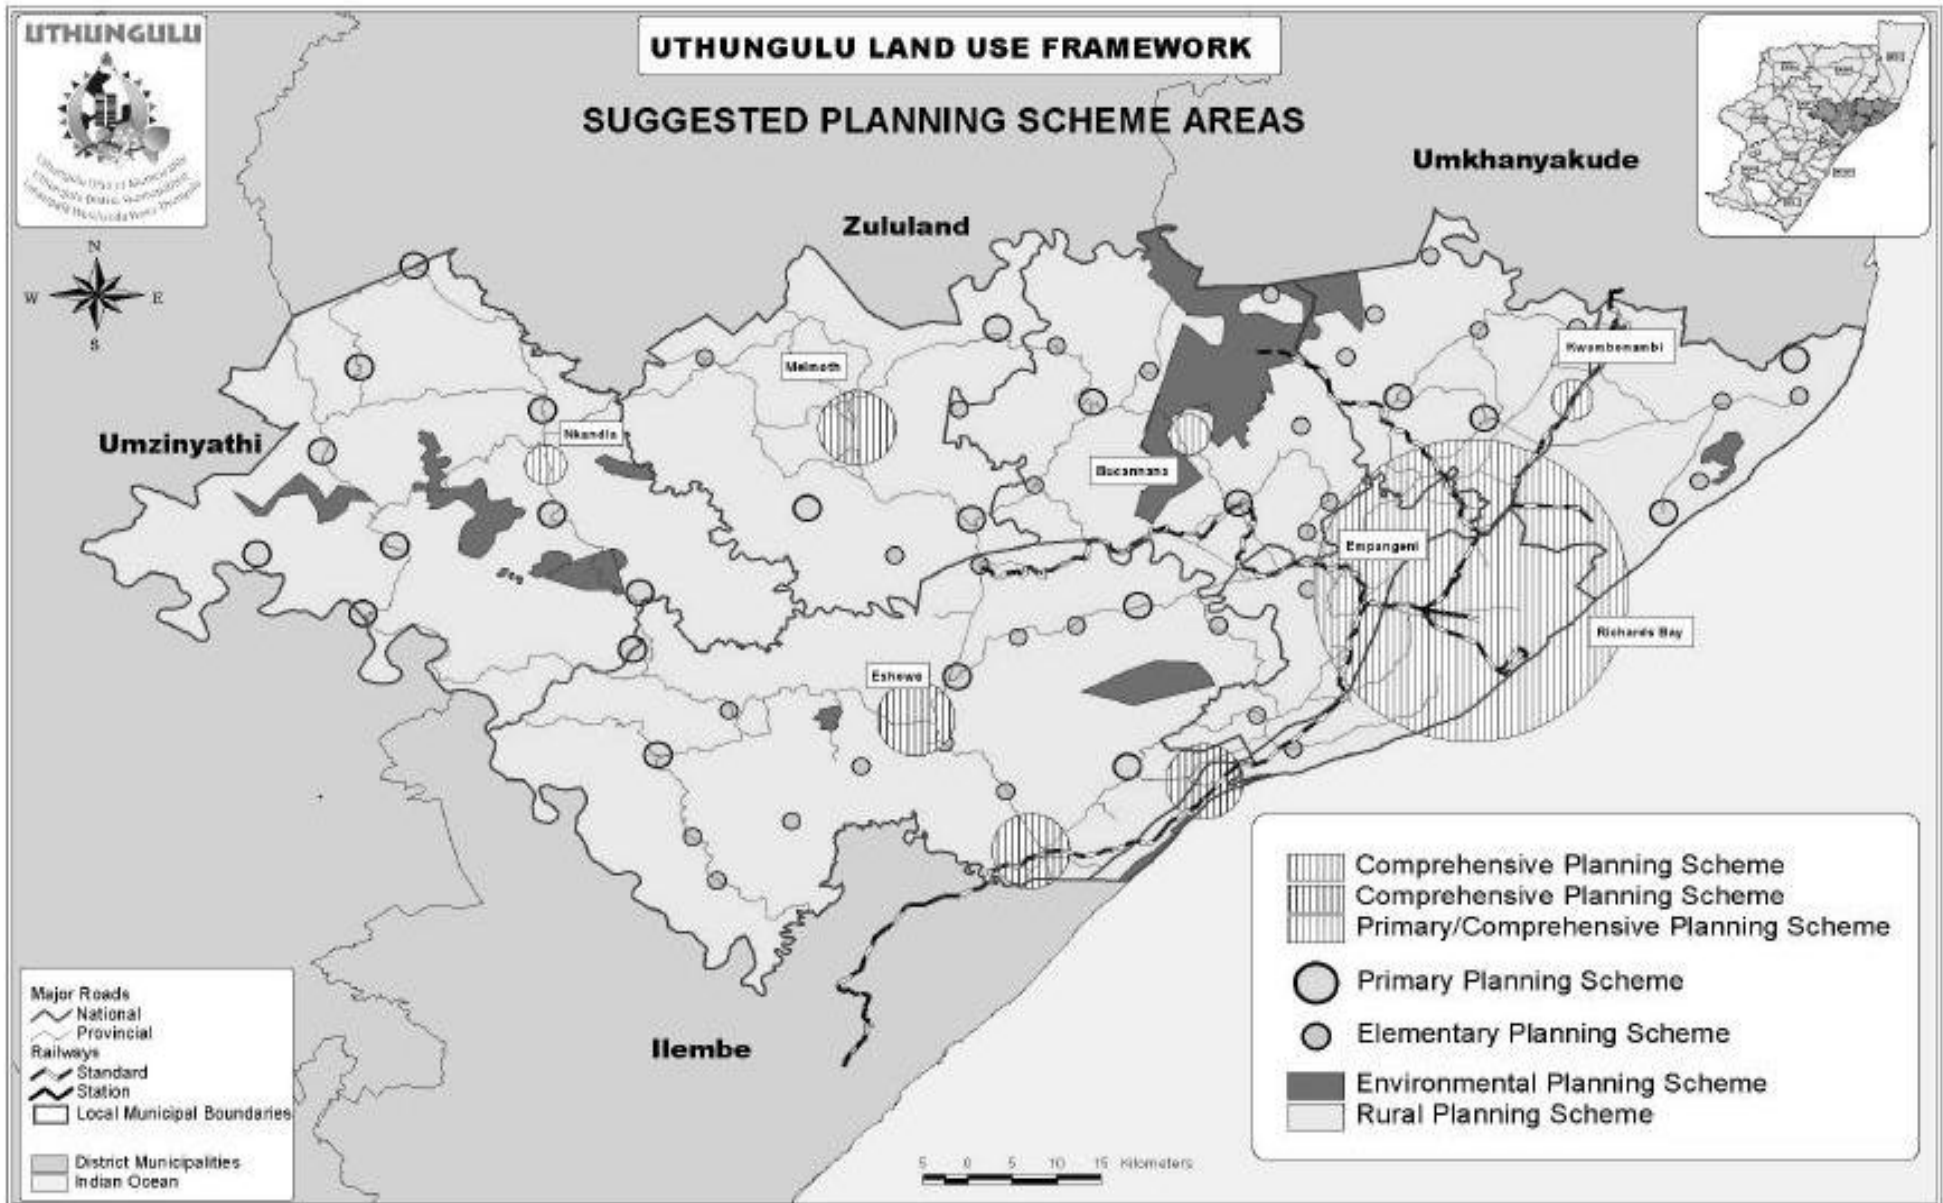 UTHUNGULU
UTHUNGULU LAND USE FRAMEWORK
SUGGESTED PLANNING SCHEME AREAS
Umkhanyakude
Zululand
N
W
E
S
Kwambonambi
Melmoth
Umzinyathi
Nkandla
Bucannana
Empangeni
Richards Bay
Eshowe
Ilembe
Comprehensive Planning Scheme
Comprehensive Planning Scheme
Primary/Comprehensive Planning Scheme
Primary Planning Scheme
Elementary Planning Scheme
Environmental Planning Scheme
Rural Planning Scheme
Major Roads
National
Provincial
Railways
Standard
Station
Local Municipal Boundaries
District Municipalities
Indian Ocean
5 0 5 10 15 Kilometers